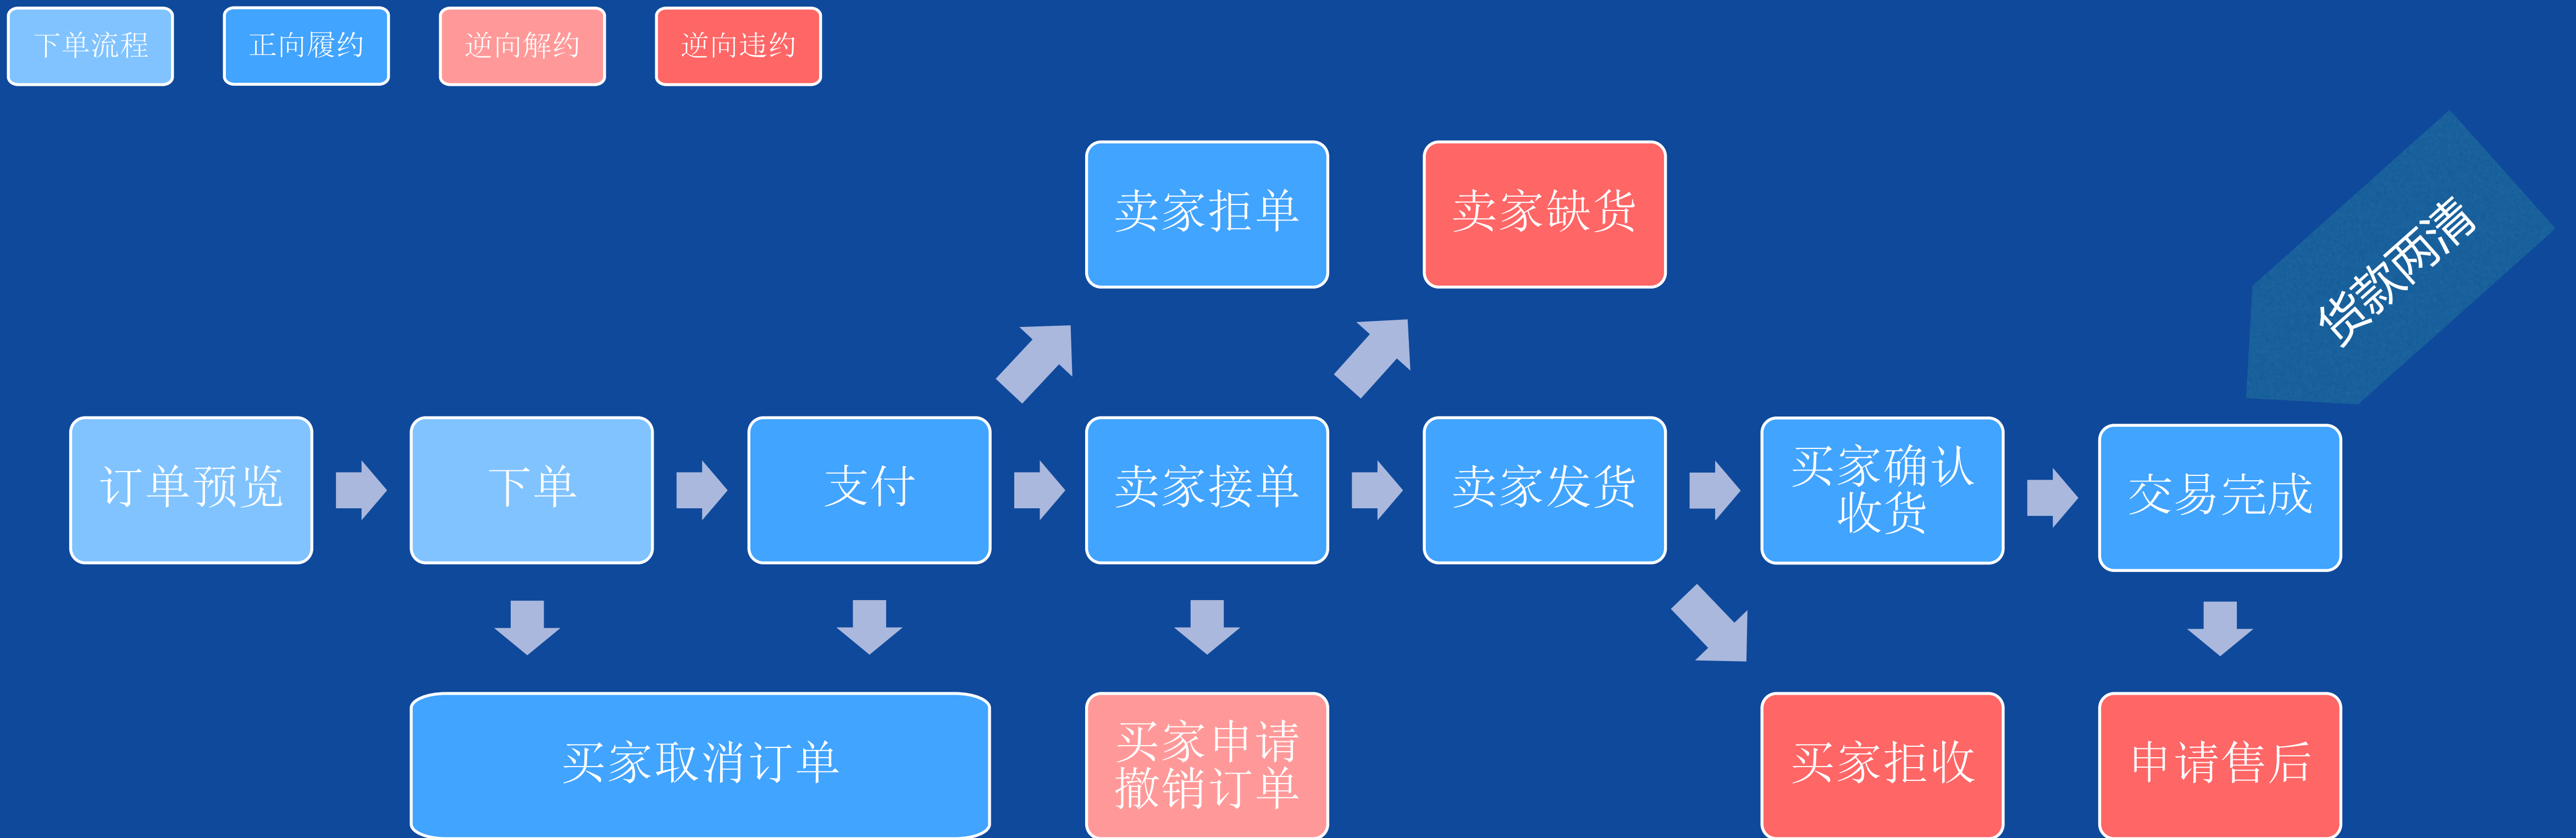 下单流程
正向履约
逆向解约
逆向违约
卖家拒单
卖家缺货
货款两清
订单预览
下单
支付
卖家接单
卖家发货
买家确认
收货
交易完成
买家取消订单
买家申请
撤销订单
买家拒收
申请售后